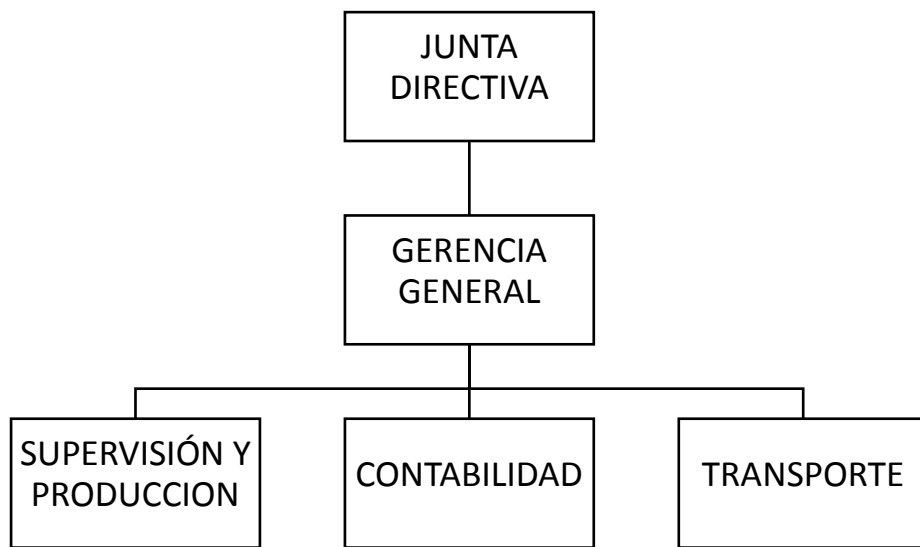 JUNTA
DIRECTIVA
GERENCIA
GENERAL
SUPERVISIÓN Y
PRODUCCION
CONTABILIDAD
TRANSPORTE